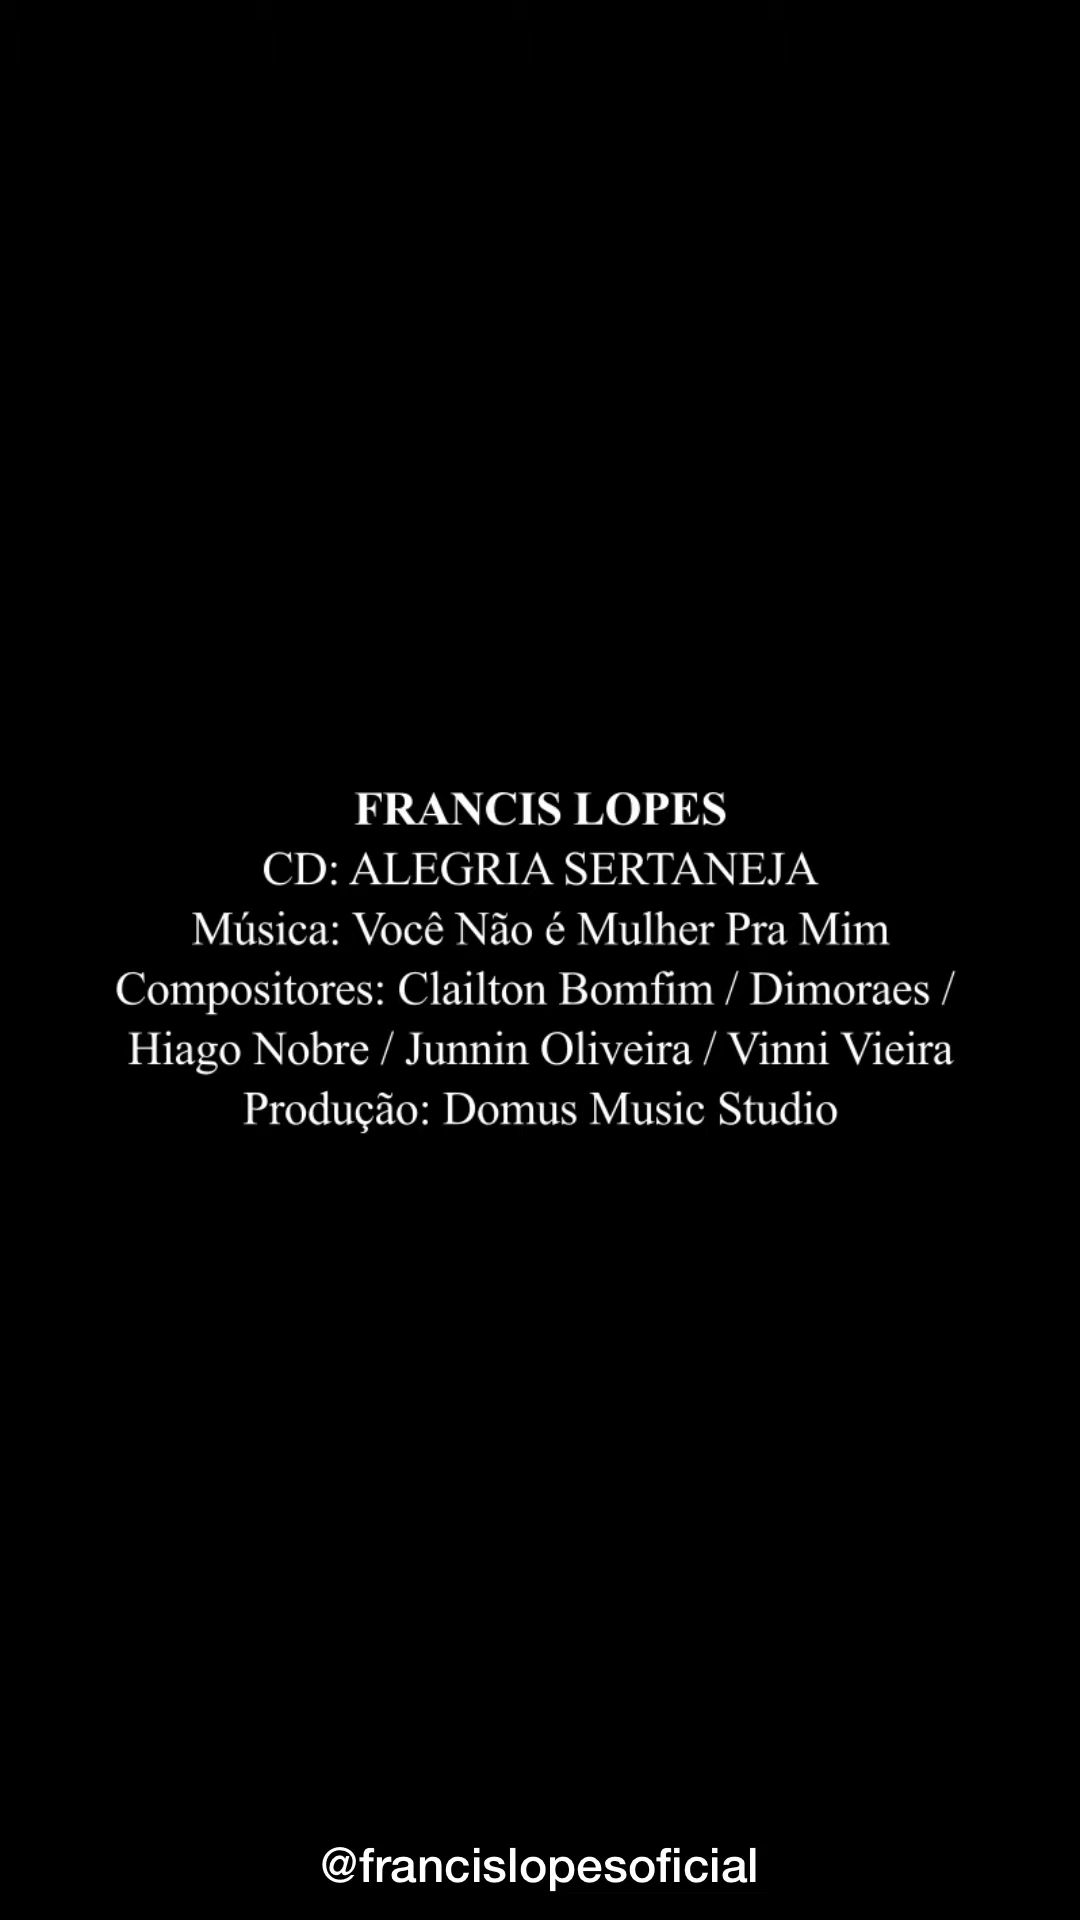 FRANCIS LOPES
CD: ALEGRIA SERTANEJA
Música: Você Não é Mulher Pra Mim
Compositores: Clailton Bomfim / Dimoraes /
Hiago Nobre / Junnin Oliveira / Vinni Vieira
Produção: Domus Music Studio
@francislopesoficial